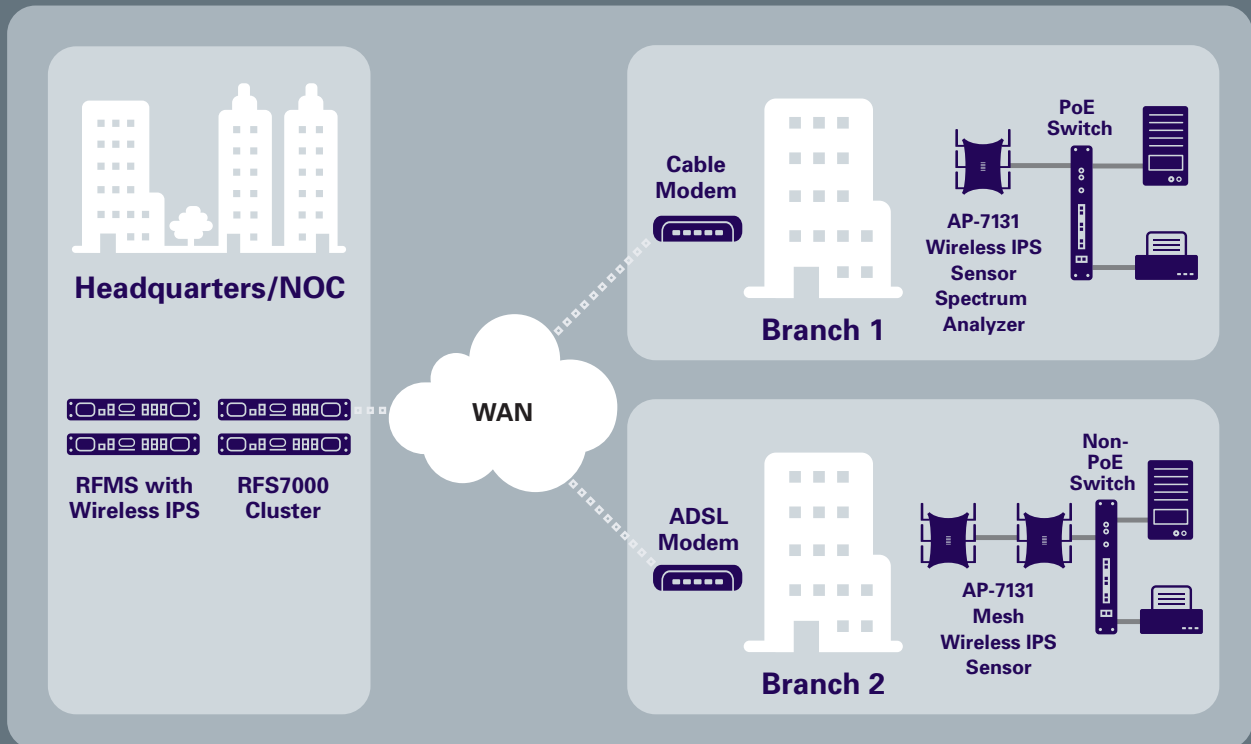 Headquarters/NOC
RFMS with
Wireless IPS
RFS7000
Cluster
WAN
Cable
Modem
Branch 1
AP-7131
Wireless IPS
Sensor
Spectrum
Analyzer
PoE
Switch
ADSL
Modem
Branch 2
AP-7131
Mesh
Wireless IPS
Sensor
Non-
PoE
Switch